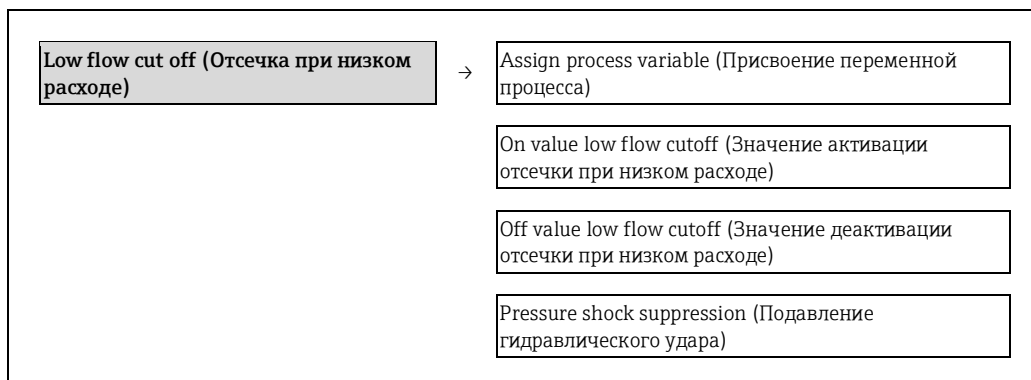 Low flow cut off (Отсечка при низком
расходе)
→
Assign process variable (Присвоение переменной
процесса)
On value low flow cutoff (Значение активации
отсечки при низком расходе)
Off value low flow cutoff (Значение деактивации
отсечки при низком расходе)
Pressure shock suppression (Подавление
гидравлического удара)